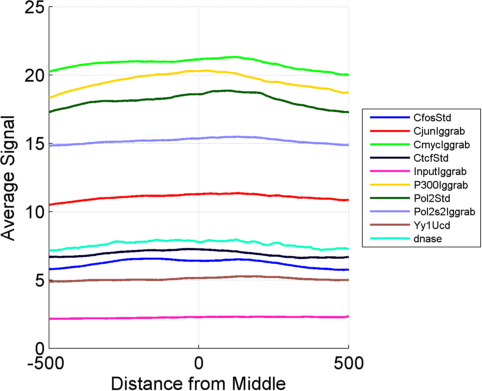 25
20
15
10
5
0
Average Signal
-500
0
500
Distance from Middle
CfosStd
CjunIggrab
CmycIggrab
CtcfStd
InputIggrab
P300Iggrab
Pol2Std
Pol2s2Iggrab
Yy1Ucd
dnase